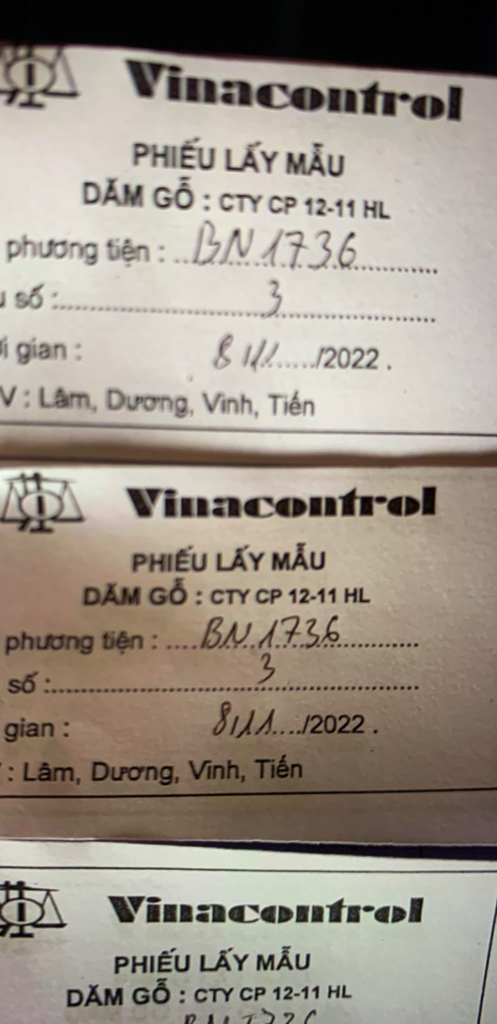 Vinacontrol
PHIẾU LẤY MẪU
DĂM GỖ : CTY CP 12-11 HL
phương tiện : BN 1736
số : 3
gian : 8/11/2022 .
V : Lâm, Dương, Vinh, Tiến
Vinacontrol
PHIẾU LẤY MẪU
DĂM GỖ : CTY CP 12-11 HL
phương tiện : BN 1736
số : 3
gian : 8/11/2022 .
: Lâm, Dương, Vinh, Tiến
Vinacontrol
PHIẾU LẤY MẪU
DĂM GỖ : CTY CP 12-11 HL